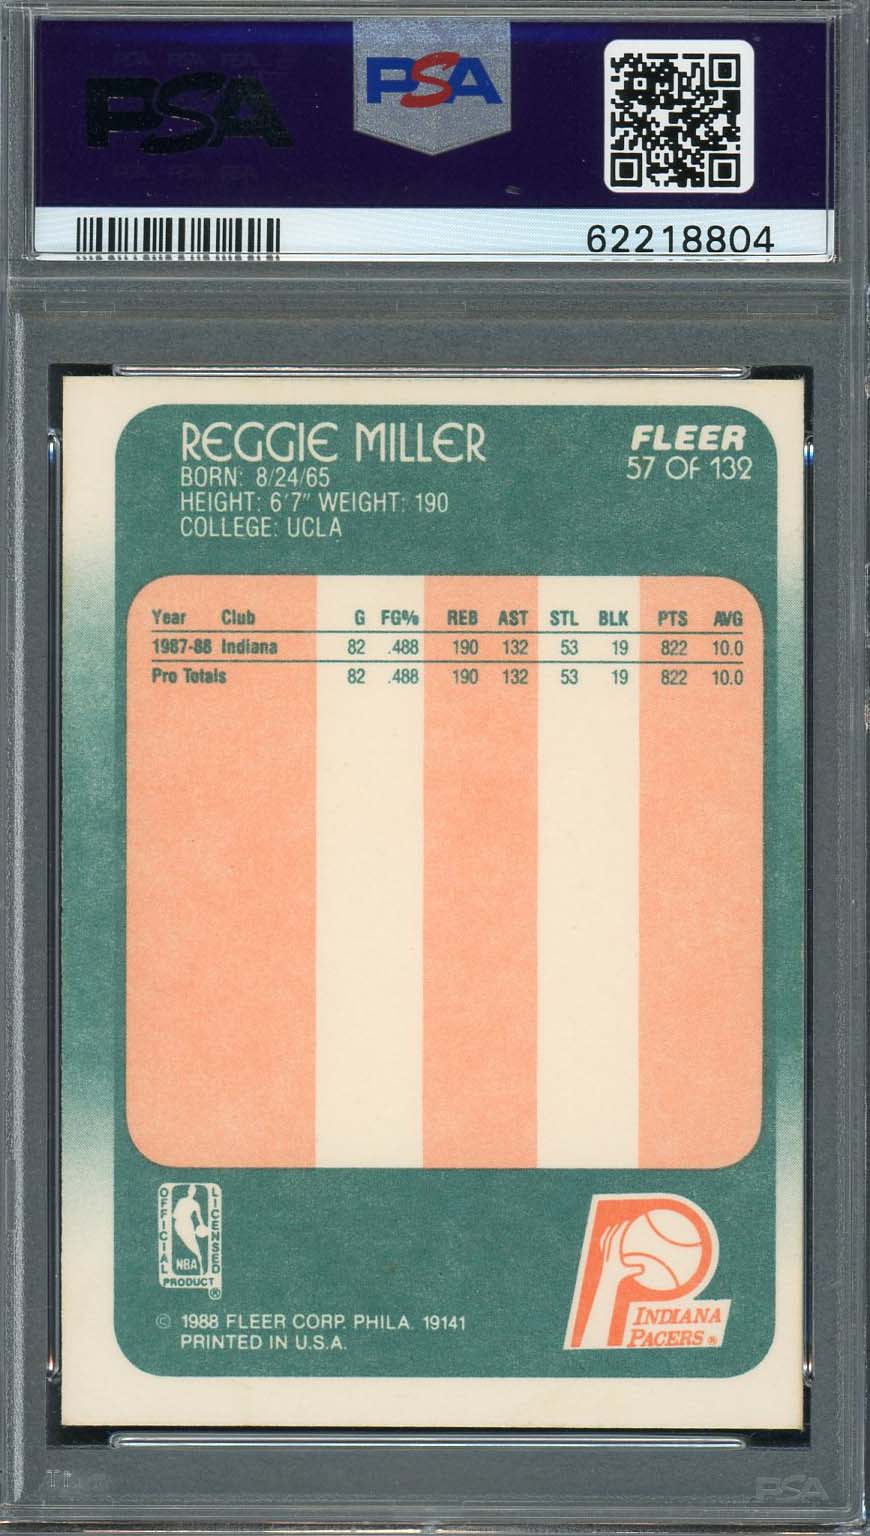 PSA
PSA
62218804
REGGIE MILLER
BORN: 8/24/65
HEIGHT: 6'7" WEIGHT: 190
COLLEGE: UCLA
FLEER
57 OF 132
Year Club G FG% REB AST STL BLK PTS AVG
1987-88 Indiana 82 .488 190 132 53 19 822 10.0
Pro Totals 82 .488 190 132 53 19 822 10.0
OFFICIAL
LICENSED
NBA
PRODUCT ®
© 1988 FLEER CORP. PHILA. 19141
PRINTED IN U.S.A.
INDIANA
PACERS ®
PSA